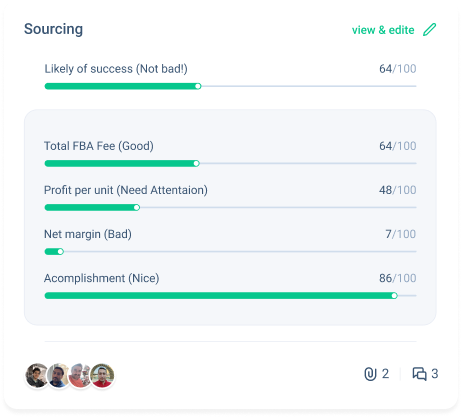 Sourcing
view & edite
Likely of success (Not bad!)
64/100
Total FBA Fee (Good)
64/100
Profit per unit (Need Attentaion)
48/100
Net margin (Bad)
7/100
Acomplishment (Nice)
86/100
2
3